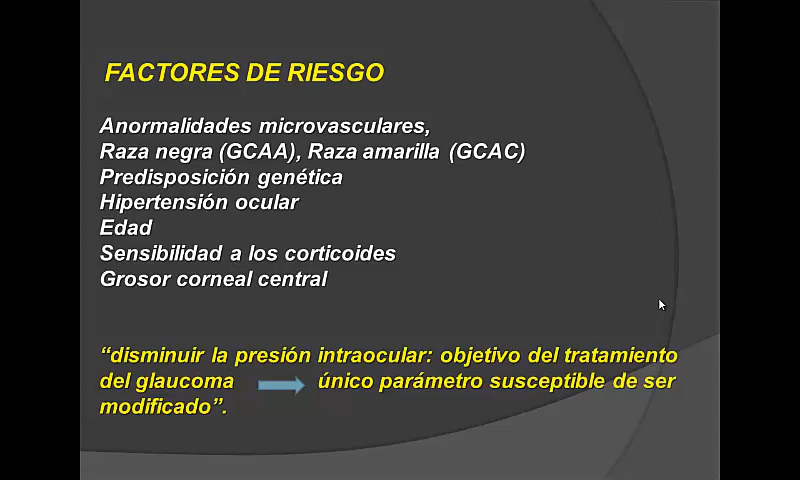 FACTORES DE RIESGO
Anormalidades microvasculares,
Raza negra (GCAA), Raza amarilla (GCAC)
Predisposición genética
Hipertensión ocular
Edad
Sensibilidad a los corticoides
Grosor corneal central
“disminuir la presión intraocular: objetivo del tratamiento
del glaucoma único parámetro susceptible de ser
modificado”.